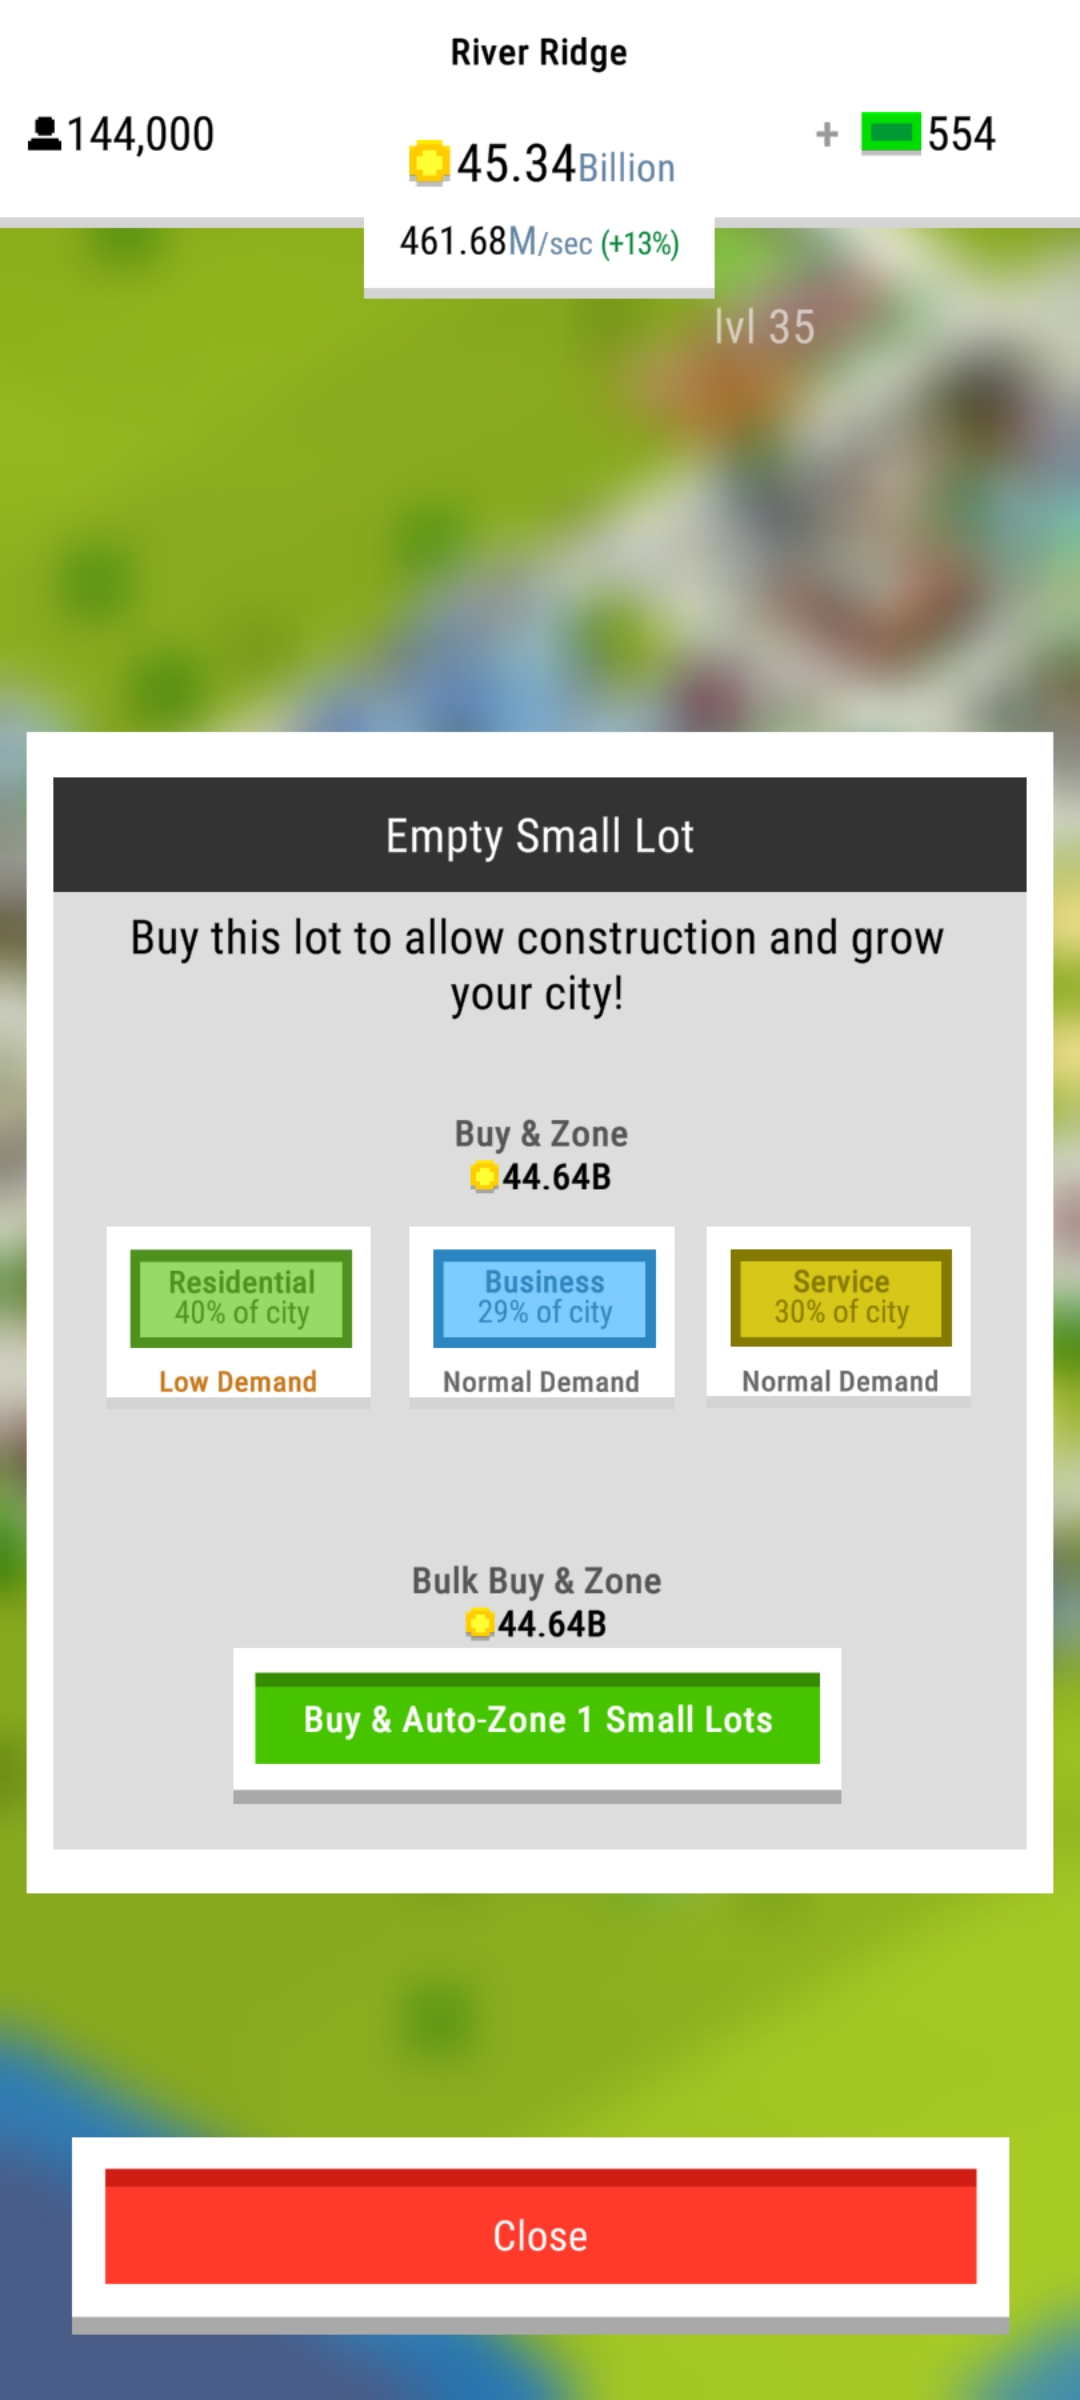 River Ridge
144,000
45.34Billion
+ 554
461.68M/sec (+13%)
lvl 35
Empty Small Lot
Buy this lot to allow construction and grow
your city!
Buy & Zone
44.64B
Residential
40% of city
Low Demand
Business
29% of city
Normal Demand
Service
30% of city
Normal Demand
Bulk Buy & Zone
44.64B
Buy & Auto-Zone 1 Small Lots
Close